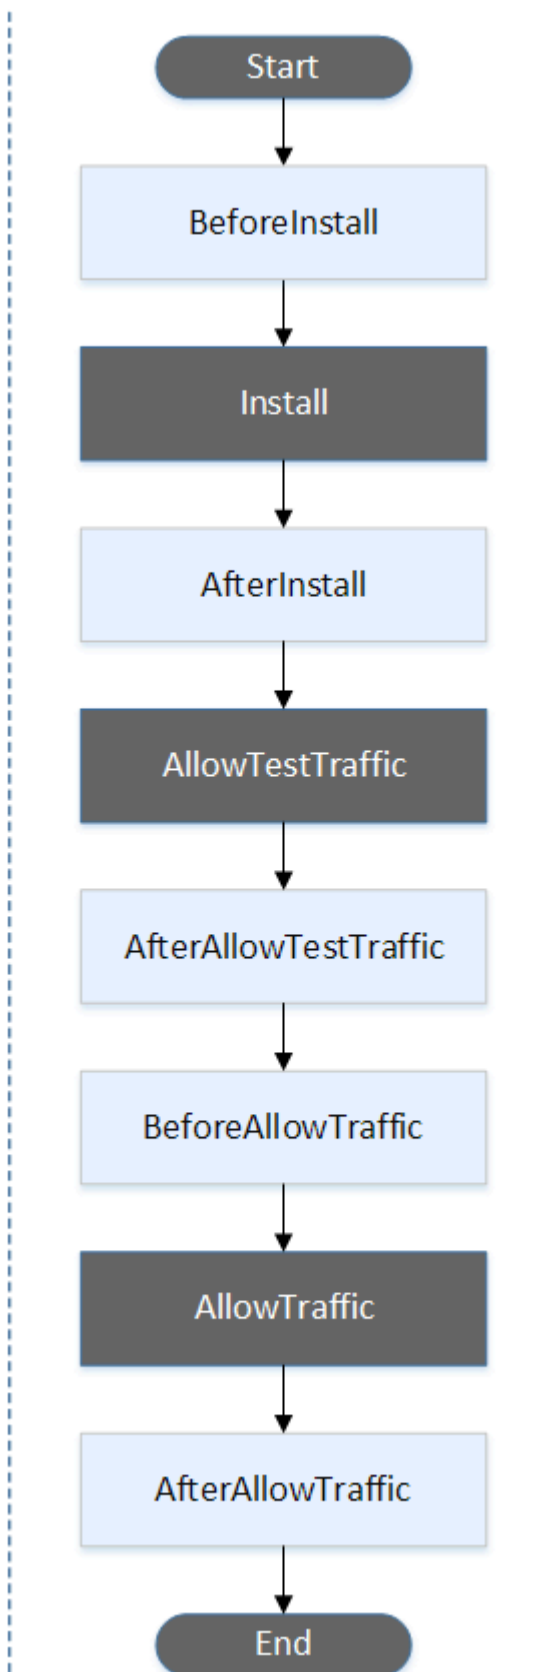 Start
BeforeInstall
Install
AfterInstall
AllowTestTraffic
AfterAllowTestTraffic
BeforeAllowTraffic
AllowTraffic
AfterAllowTraffic
End